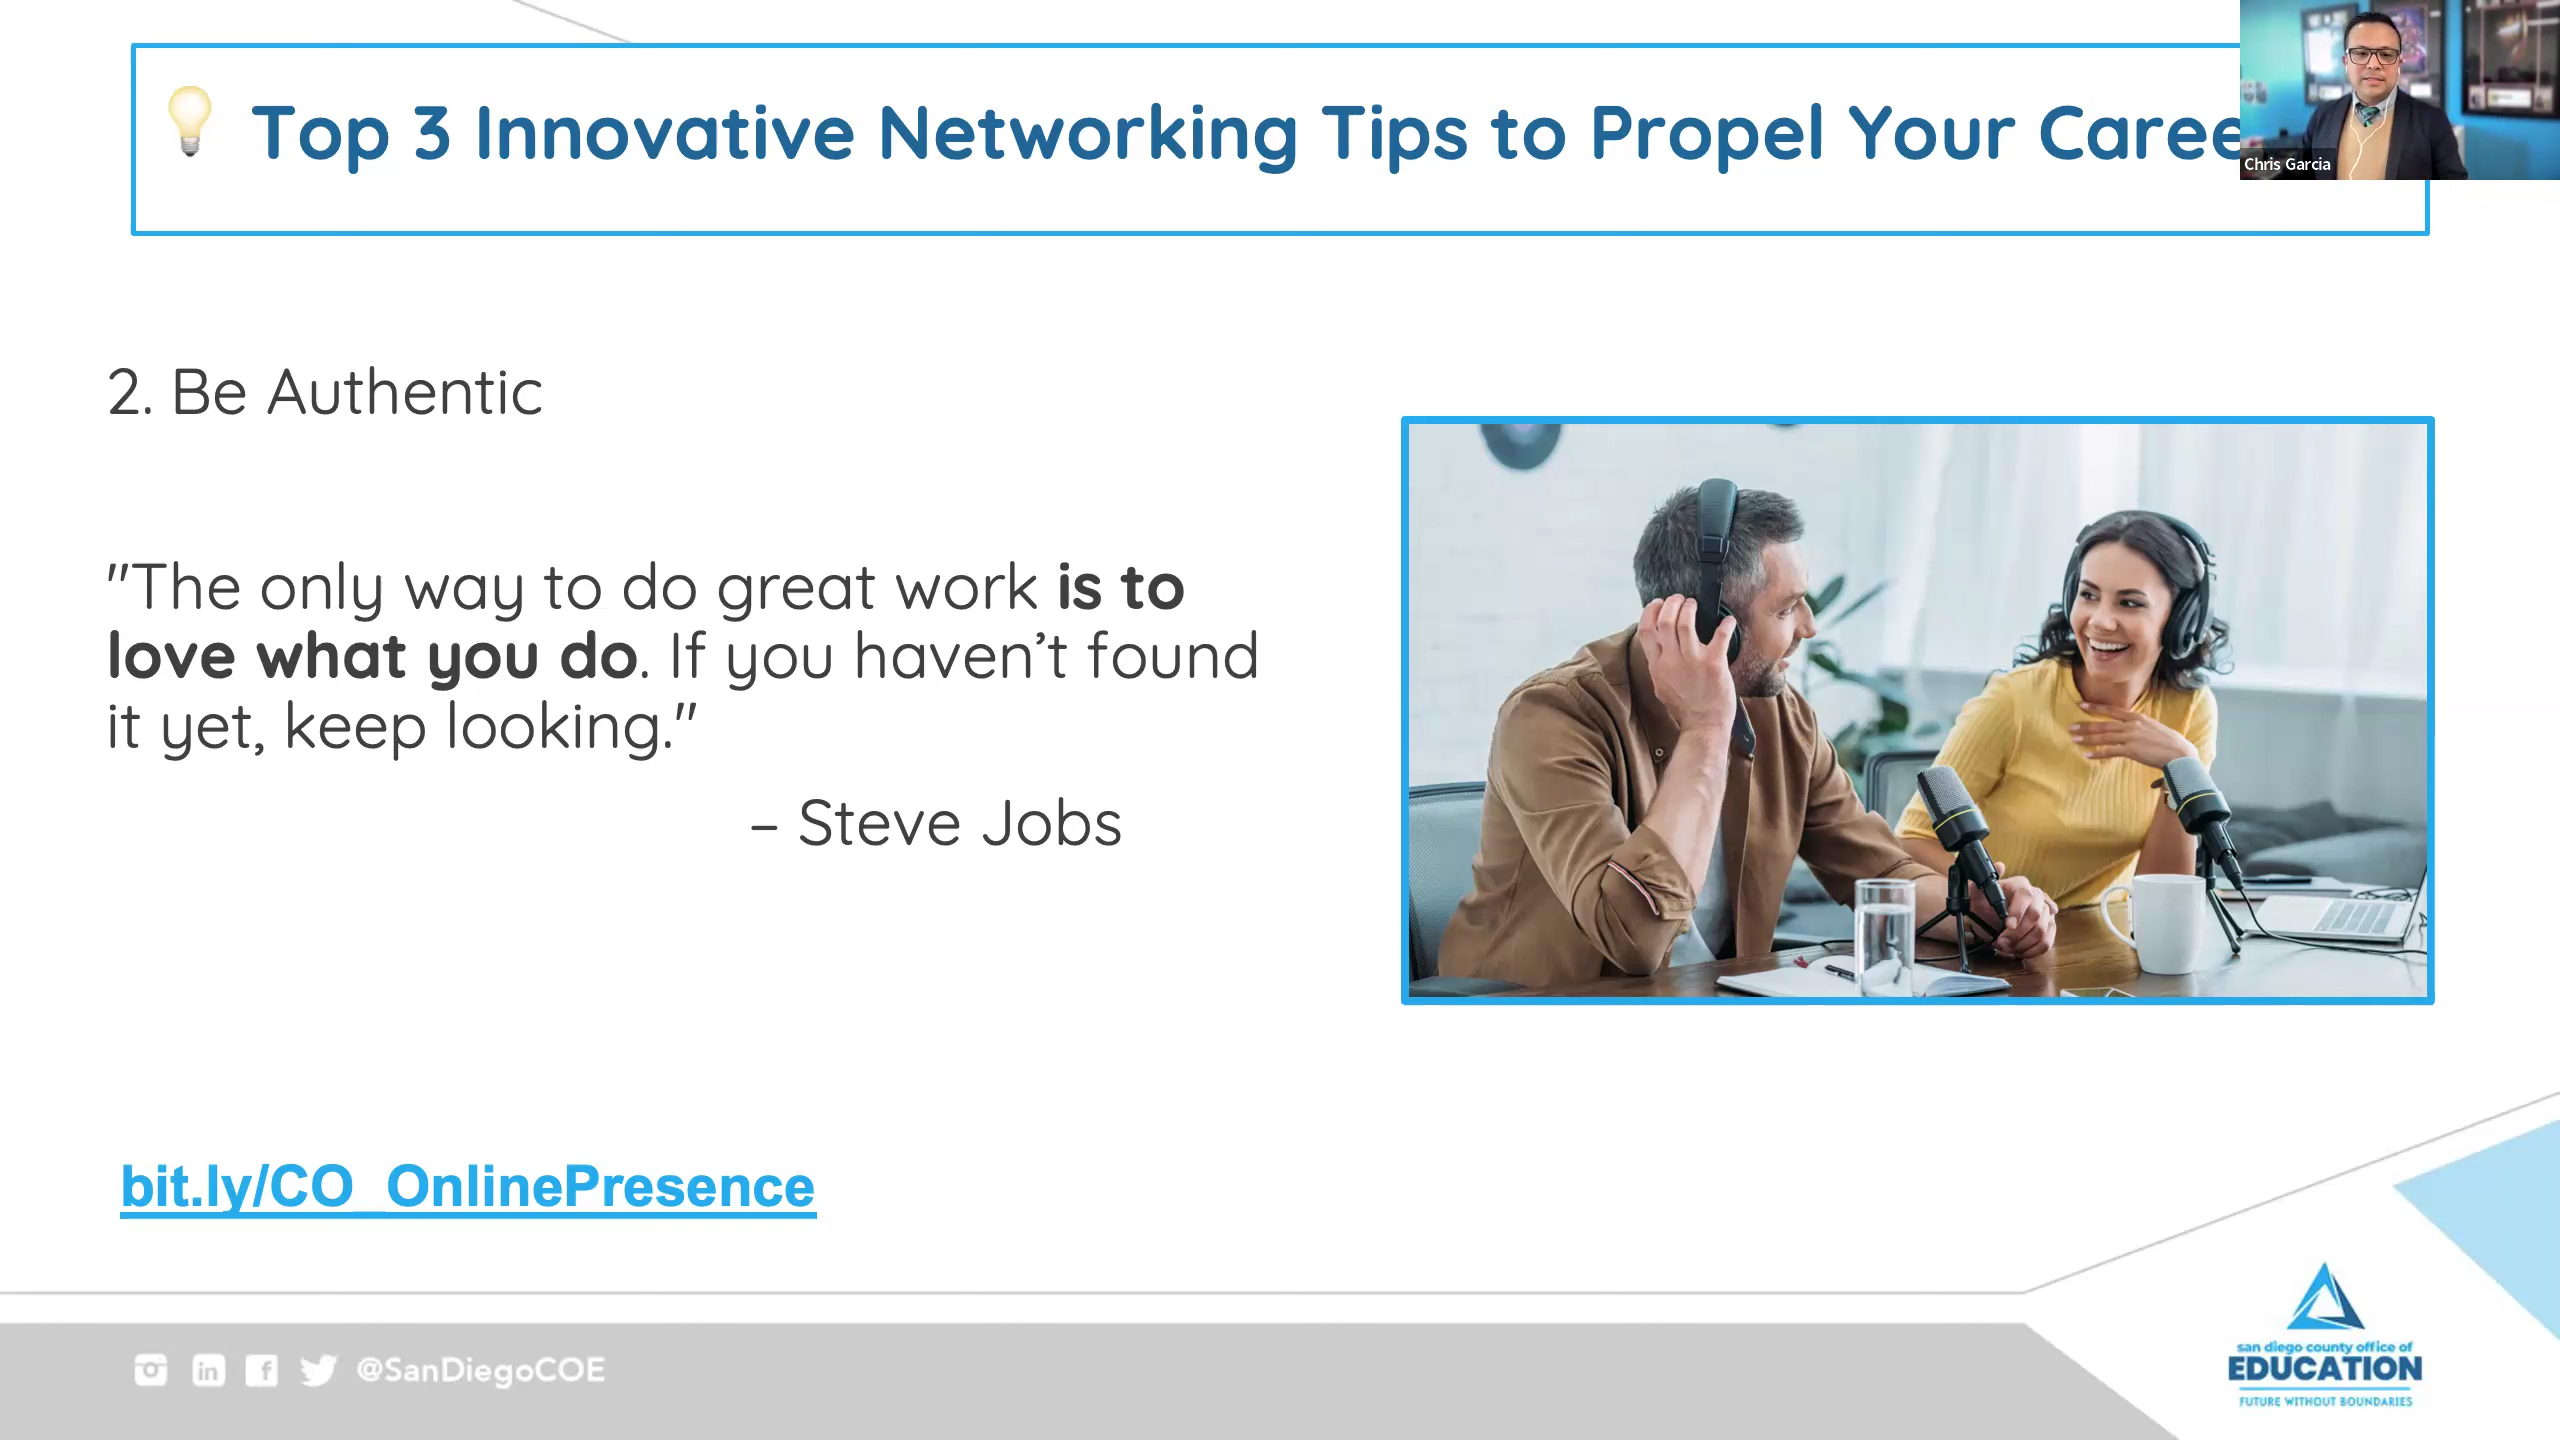 Top 3 Innovative Networking Tips to Propel Your Caree
Chris Garcia
2. Be Authentic
"The only way to do great work is to
love what you do. If you haven’t found
it yet, keep looking."
– Steve Jobs
bit.ly/CO_OnlinePresence
@SanDiegoCOE
san diego county office of
EDUCATION
FUTURE WITHOUT BOUNDARIES